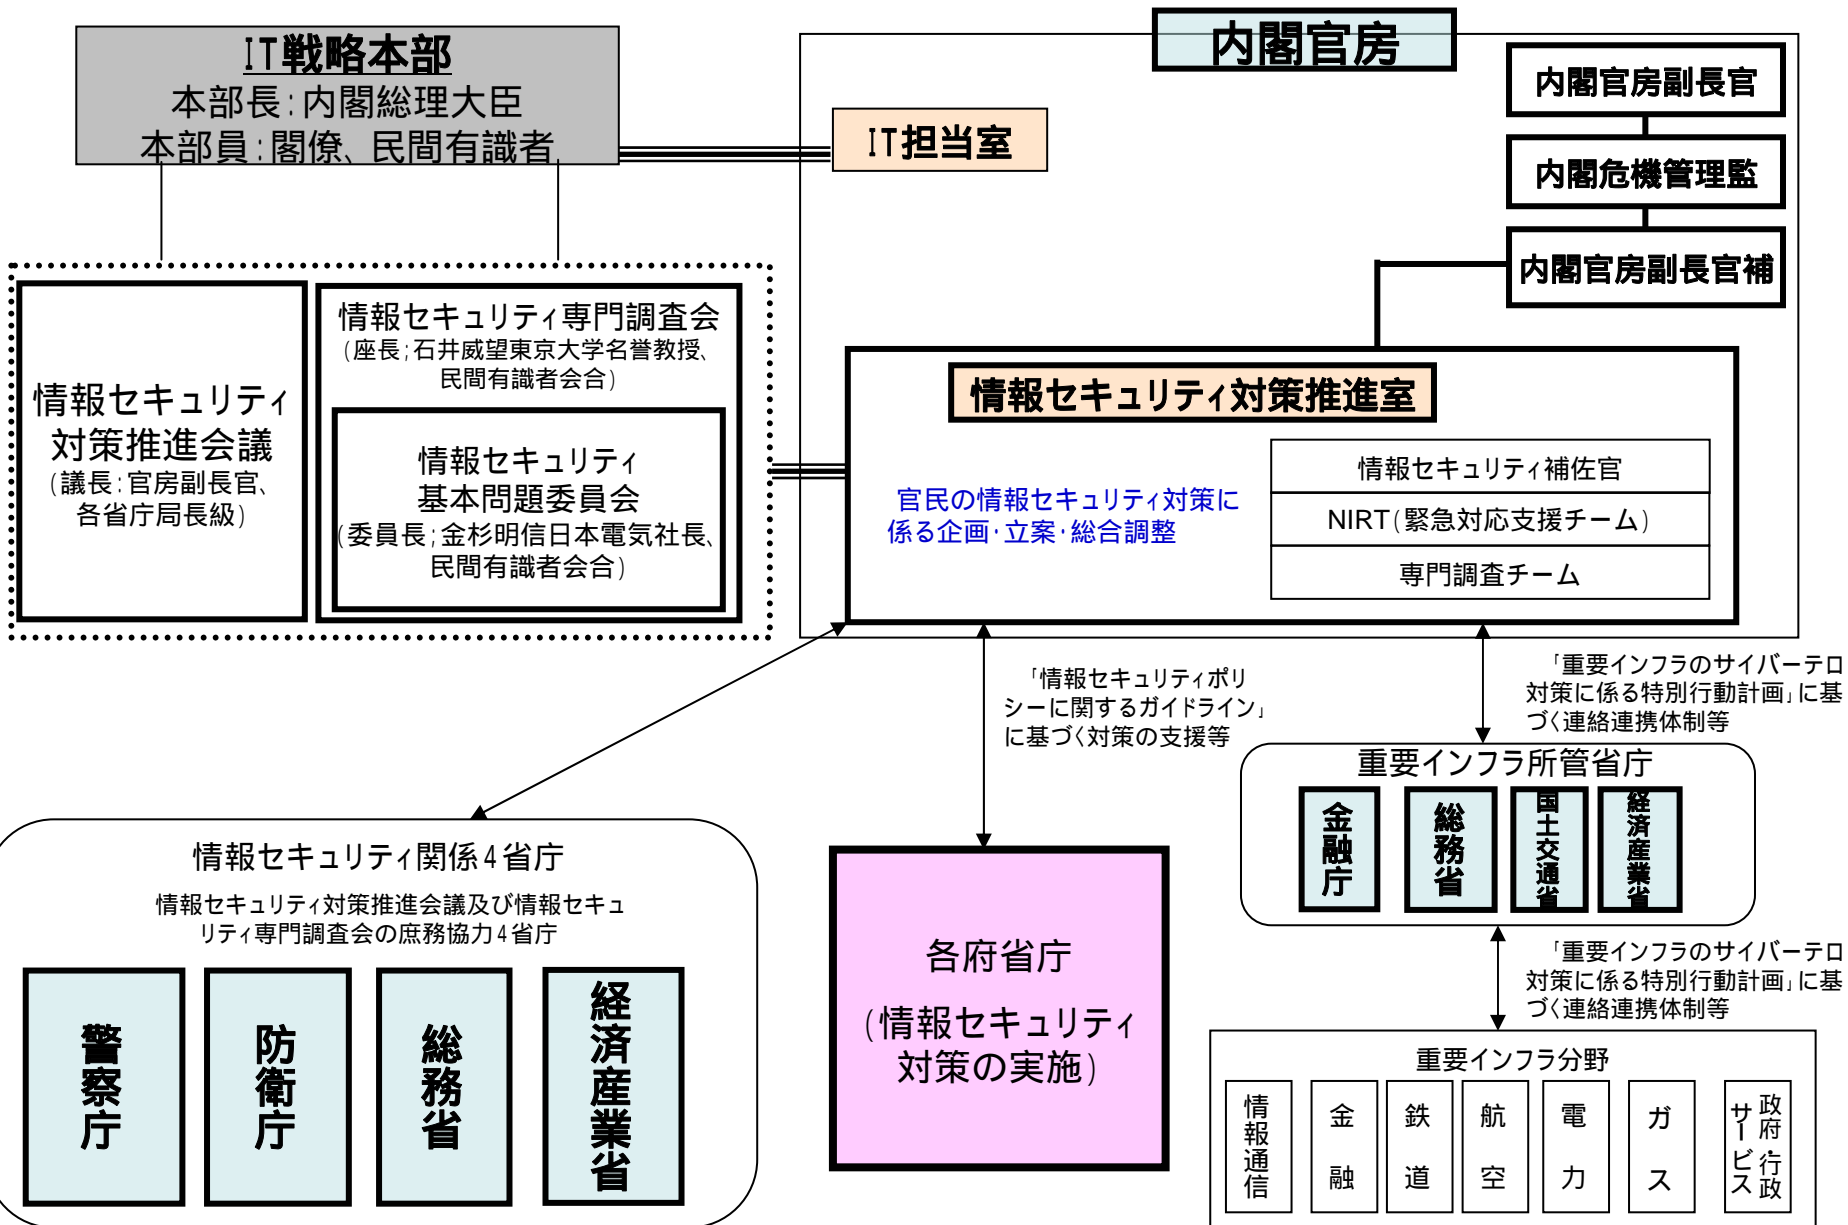 IT戦略本部
本部長:内閣総理大臣
本部員:閣僚、民間有識者
内閣官房
IT担当室
内閣官房副長官
内閣危機管理監
内閣官房副長官補
情報セキュリティ
対策推進会議
(議長:官房副長官、
各省庁局長級)
情報セキュリティ専門調査会
(座長;石井威望東京大学名誉教授、
民間有識者会合)
情報セキュリティ
基本問題委員会
(委員長;金杉明信日本電気社長、
民間有識者会合)
情報セキュリティ対策推進室
官民の情報セキュリティ対策に
係る企画・立案・総合調整
情報セキュリティ補佐官
NIRT(緊急対応支援チーム)
専門調査チーム
「情報セキュリティポリ
シーに関するガイドライン」
に基づく対策の支援等
「重要インフラのサイバーテロ
対策に係る特別行動計画」に基
づく連絡連携体制等
重要インフラ所管省庁
金融庁
総務省
国土交通省
経済産業省
情報セキュリティ関係4省庁
情報セキュリティ対策推進会議及び情報セキュ
リティ専門調査会の庶務協力4省庁
警察庁
防衛庁
総務省
経済産業省
各府省庁
(情報セキュリティ
対策の実施)
「重要インフラのサイバーテロ
対策に係る特別行動計画」に基
づく連絡連携体制等
重要インフラ分野
情報通信
金融
鉄道
航空
電力
ガス
政府・行政
サービス